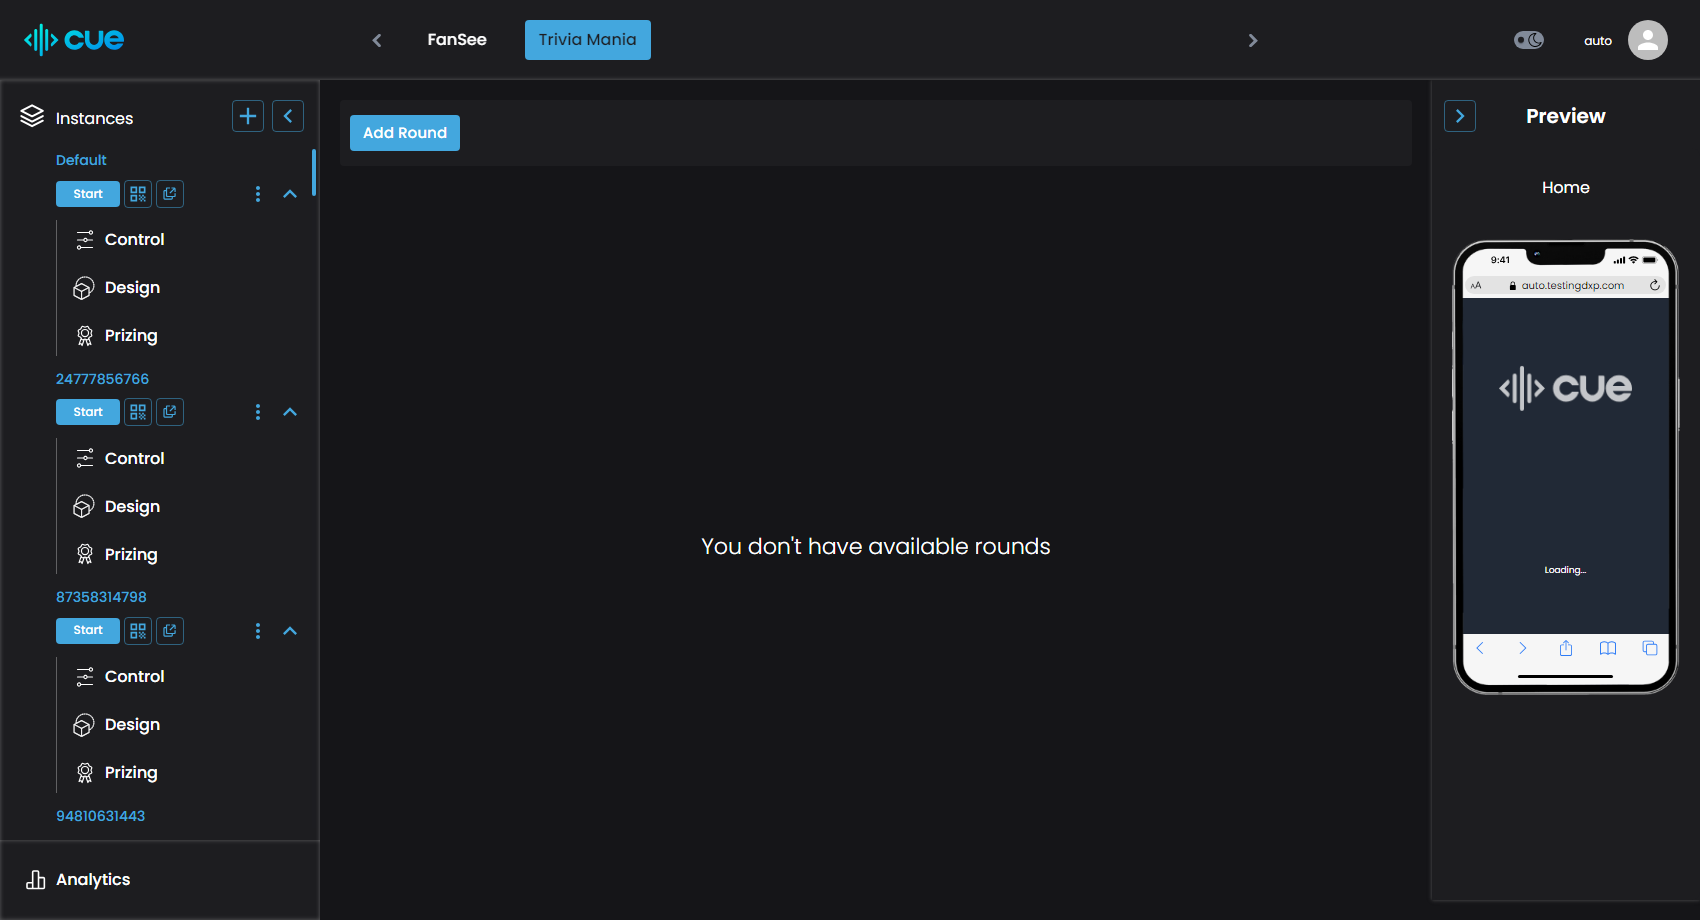 cue
FanSee
Trivia Mania
auto
Instances
Default
Start
Control
Design
Prizing
24777856766
Start
Control
Design
Prizing
87358314798
Start
Control
Design
Prizing
94810631443
Analytics
Add Round
You don't have available rounds
Preview
Home
9:41
AA
auto.testingdxp.com
cue
Loading...